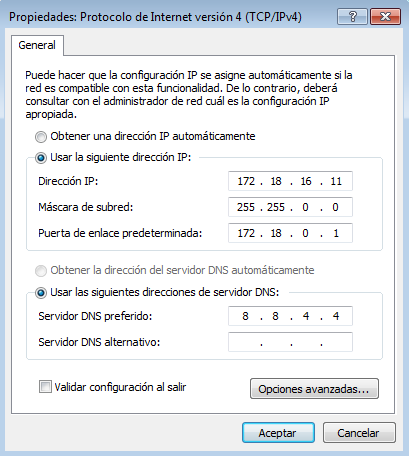 Propiedades: Protocolo de Internet versión 4 (TCP/IPv4)
General
Puede hacer que la configuración IP se asigne automáticamente si la
red es compatible con esta funcionalidad. De lo contrario, deberá
consultar con el administrador de red cuál es la configuración IP
apropiada.
Obtener una dirección IP automáticamente
Usar la siguiente dirección IP:
Dirección IP: 172 . 18 . 16 . 11
Máscara de subred: 255 . 255 . 0 . 0
Puerta de enlace predeterminada: 172 . 18 . 0 . 1
Obtener la dirección del servidor DNS automáticamente
Usar las siguientes direcciones de servidor DNS:
Servidor DNS preferido: 8 . 8 . 4 . 4
Servidor DNS alternativo: . . .
Validar configuración al salir
Opciones avanzadas...
Aceptar Cancelar